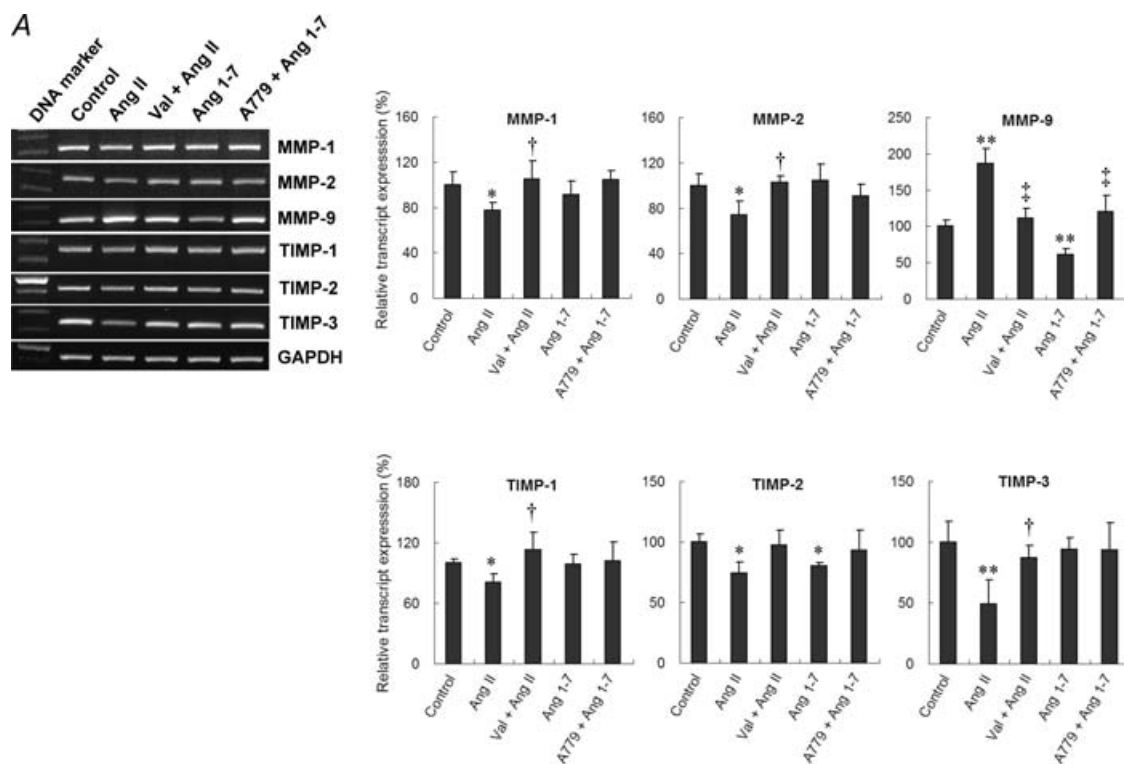 A
DNA marker
Control
Ang II
Val + Ang II
Ang 1-7
A779 + Ang 1-7
MMP-1
MMP-2
MMP-9
TIMP-1
TIMP-2
TIMP-3
GAPDH
Relative transcript expresssion (%)
MMP-1
160
120
80
40
0
*
†
Control
Ang II
Val + Ang II
Ang 1-7
A779 + Ang 1-7
MMP-2
160
120
80
40
0
*
†
Control
Ang II
Val + Ang II
Ang 1-7
A779 + Ang 1-7
MMP-9
250
200
150
100
50
0
**
‡
**
‡
Control
Ang II
Val + Ang II
Ang 1-7
A779 + Ang 1-7
Relative transcript expresssion (%)
TIMP-1
180
120
60
0
*
†
Control
Ang II
Val + Ang II
Ang 1-7
A779 + Ang 1-7
TIMP-2
150
100
50
0
*
*
Control
Ang II
Val + Ang II
Ang 1-7
A779 + Ang 1-7
TIMP-3
150
100
50
0
**
†
Control
Ang II
Val + Ang II
Ang 1-7
A779 + Ang 1-7